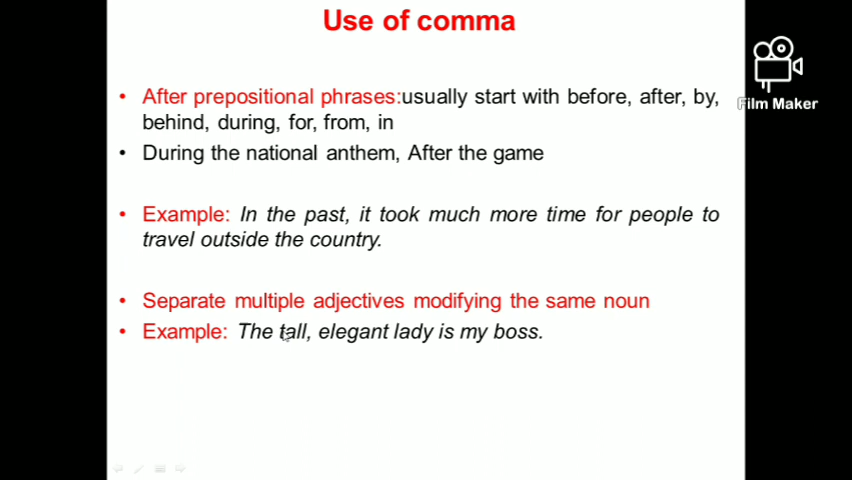 Use of comma
• After prepositional phrases:usually start with before, after, by,
behind, during, for, from, in
• During the national anthem, After the game
• Example: In the past, it took much more time for people to
travel outside the country.
• Separate multiple adjectives modifying the same noun
• Example: The tall, elegant lady is my boss.
Film Maker